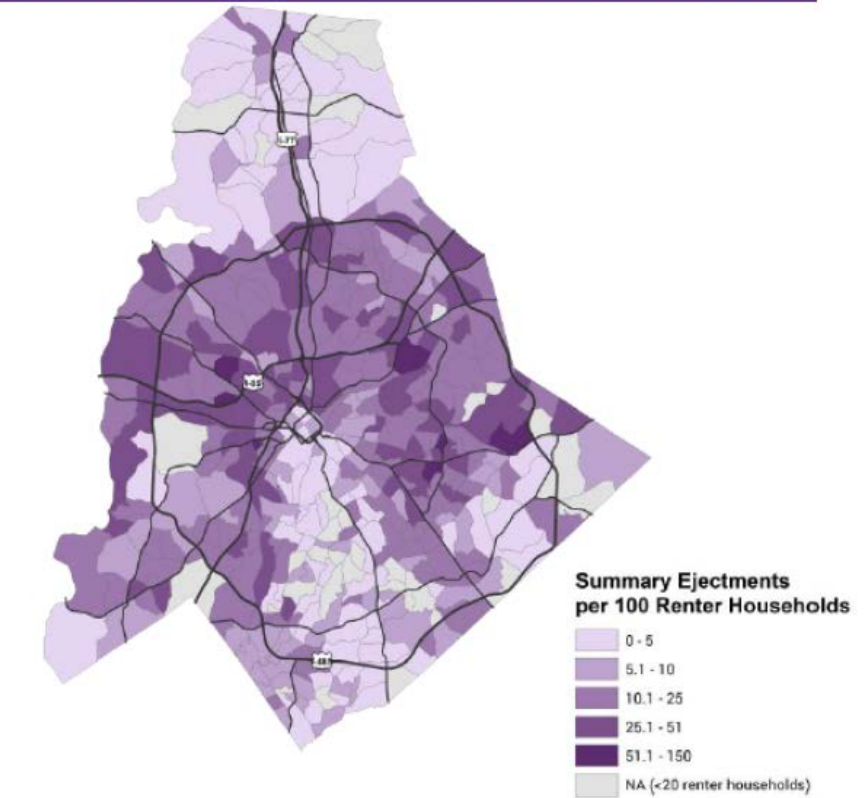 I-77
I-85
I-485
Summary Ejectments
per 100 Renter Households
0 - 5
5.1 - 10
10.1 - 25
25.1 - 51
51.1 - 150
NA (<20 renter households)